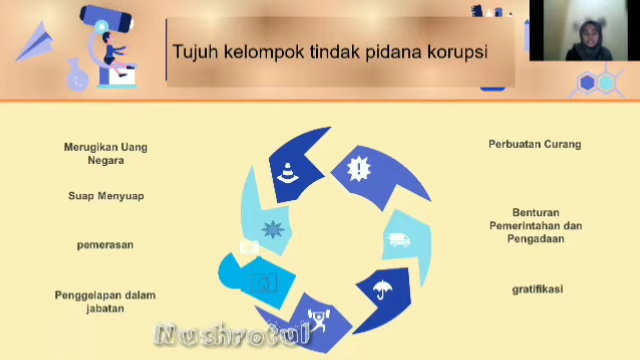 Tujuh kelompok tindak pidana korupsi
Merugikan Uang
Negara
Suap Menyuap
pemerasan
Penggelapan dalam
jabatan
Perbuatan Curang
Benturan
Pemerintahan dan
Pengadaan
gratifikasi
Nushrotul